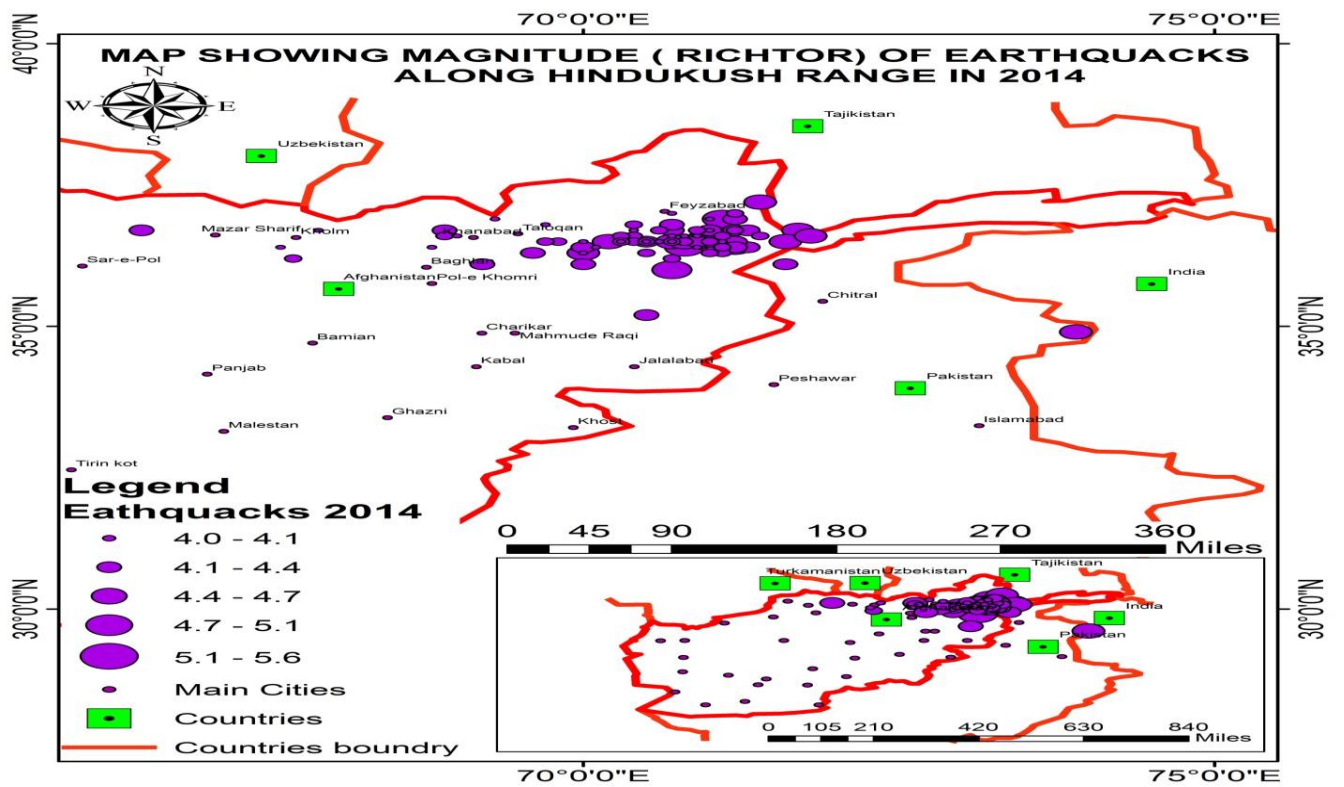 70°0'0"E 75°0'0"E
40°0'0"N
MAP SHOWING MAGNITUDE ( RICHTOR) OF EARTHQUACKS
ALONG HINDUKUSH RANGE IN 2014
N
W E
S
Tajikistan
Uzbekistan
Feyzabad
Mazar Sharif Kholm Khanabad Taloqan
Sar-e-Pol Baghlan
Afghanistan Pol-e Khomri India
Chitral
35°0'0"N 35°0'0"N
Charikar
Bamian Mahmude Raqi
Panjab Kabal Jalalabad
Peshawar Pakistan
Ghazni
Malestan Khost Islamabad
Tirin kot
Legend
Eathquacks 2014
4.0 - 4.1
4.1 - 4.4
4.4 - 4.7
4.7 - 5.1
5.1 - 5.6
Main Cities
Countries
Countries boundry
0 45 90 180 270 360
Miles
Turkamanistan Uzbekistan Tajikistan
India
Pakistan
0 105 210 420 630 840
Miles
30°0'0"N 30°0'0"N
70°0'0"E 75°0'0"E